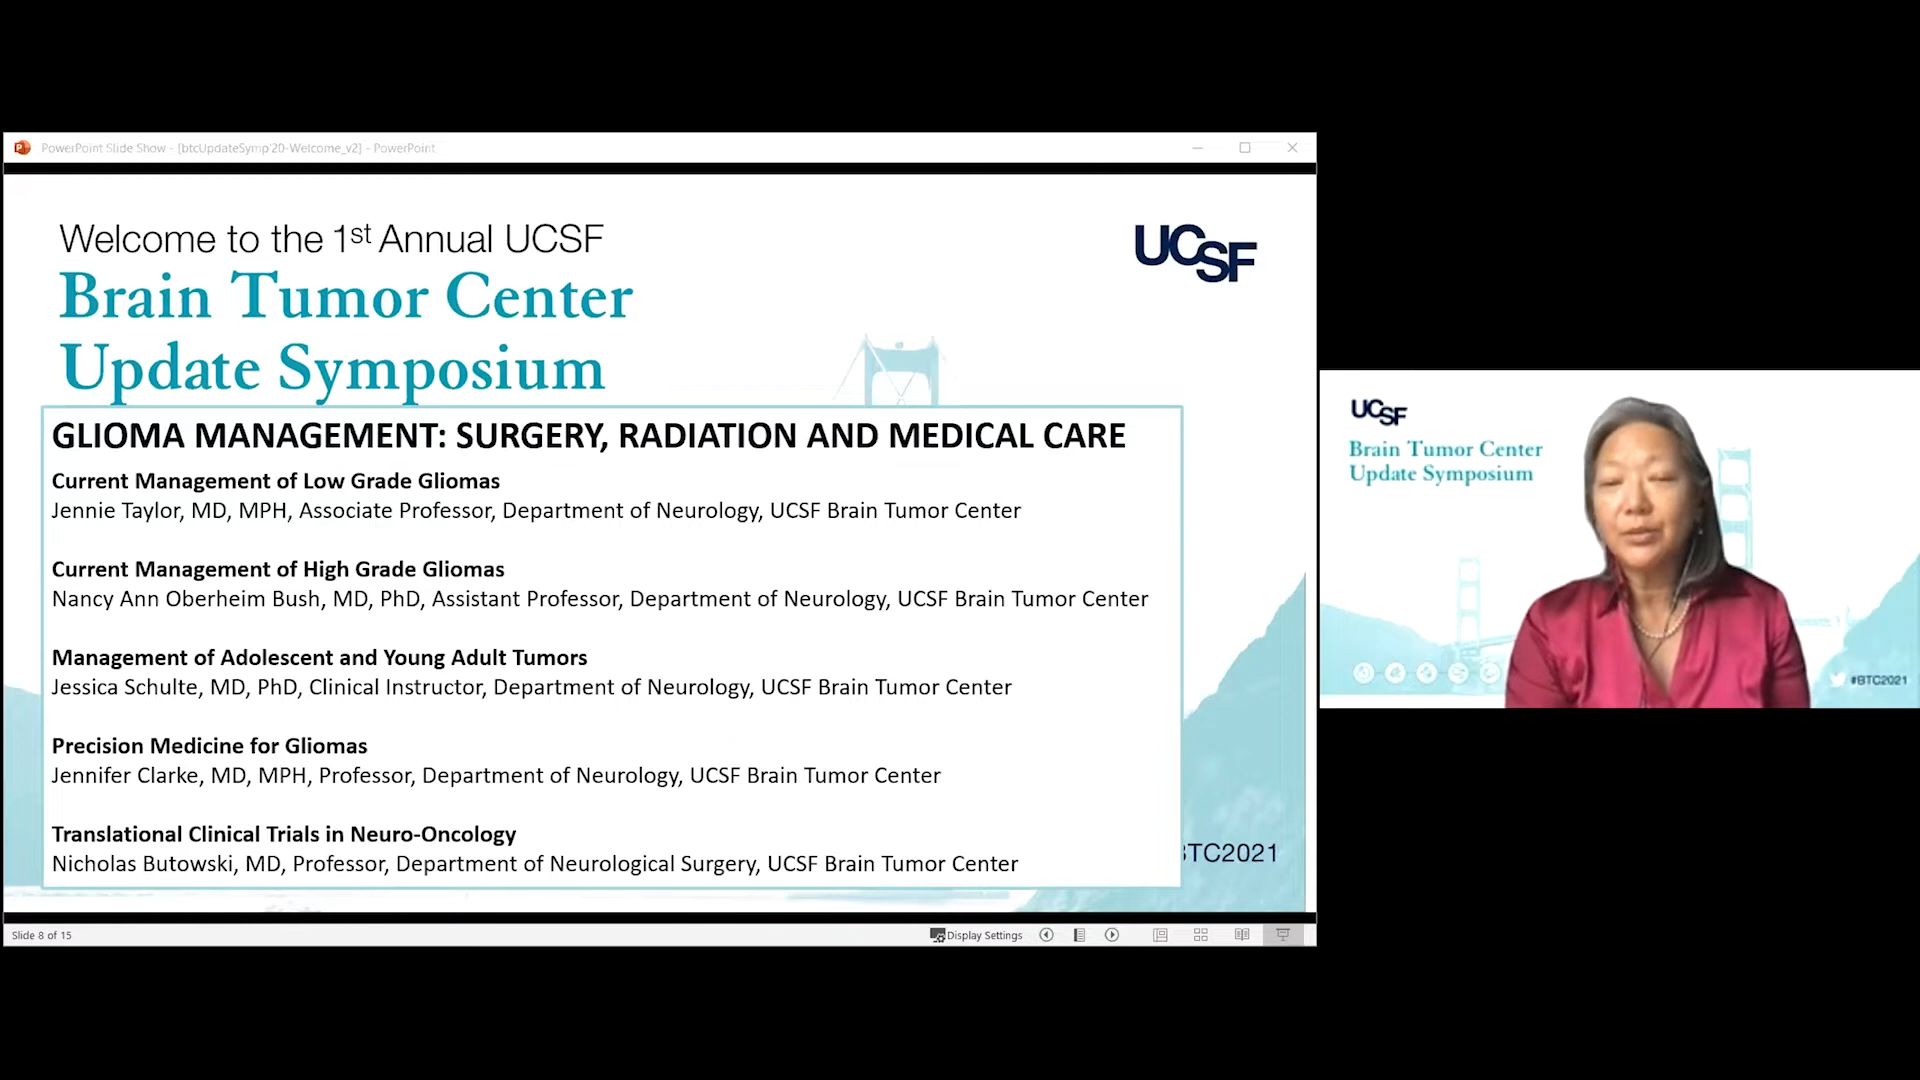 PowerPoint Slide Show - [btcUpdateSymp'20-Welcome_v2] - PowerPoint
Welcome to the 1st Annual UCSF
Brain Tumor Center
Update Symposium
UCSF
GLIOMA MANAGEMENT: SURGERY, RADIATION AND MEDICAL CARE
Current Management of Low Grade Gliomas
Jennie Taylor, MD, MPH, Associate Professor, Department of Neurology, UCSF Brain Tumor Center
Current Management of High Grade Gliomas
Nancy Ann Oberheim Bush, MD, PhD, Assistant Professor, Department of Neurology, UCSF Brain Tumor Center
Management of Adolescent and Young Adult Tumors
Jessica Schulte, MD, PhD, Clinical Instructor, Department of Neurology, UCSF Brain Tumor Center
Precision Medicine for Gliomas
Jennifer Clarke, MD, MPH, Professor, Department of Neurology, UCSF Brain Tumor Center
Translational Clinical Trials in Neuro-Oncology
Nicholas Butowski, MD, Professor, Department of Neurological Surgery, UCSF Brain Tumor Center
TC2021
Slide 8 of 15
Display Settings
UCSF
Brain Tumor Center
Update Symposium
#BTC2021